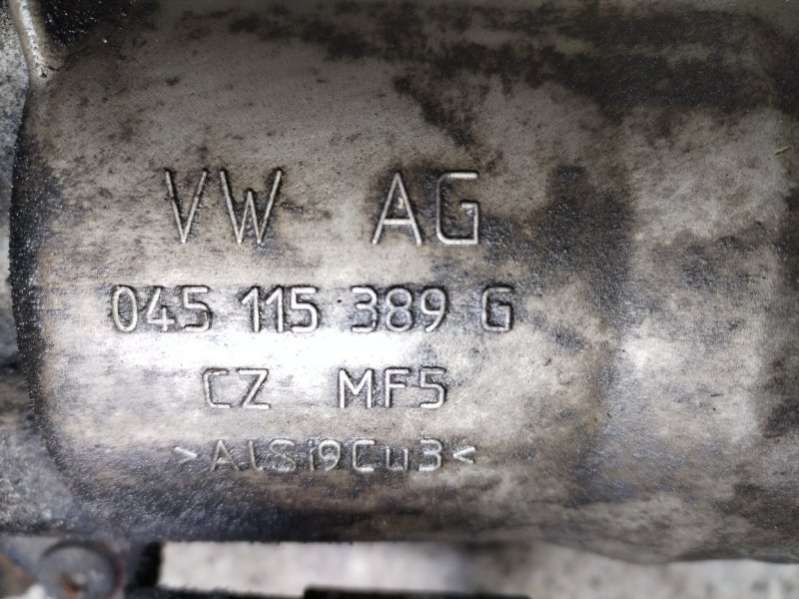 VW AG
045 115 389 G
CZ MF5
>AlSi9Cu3<